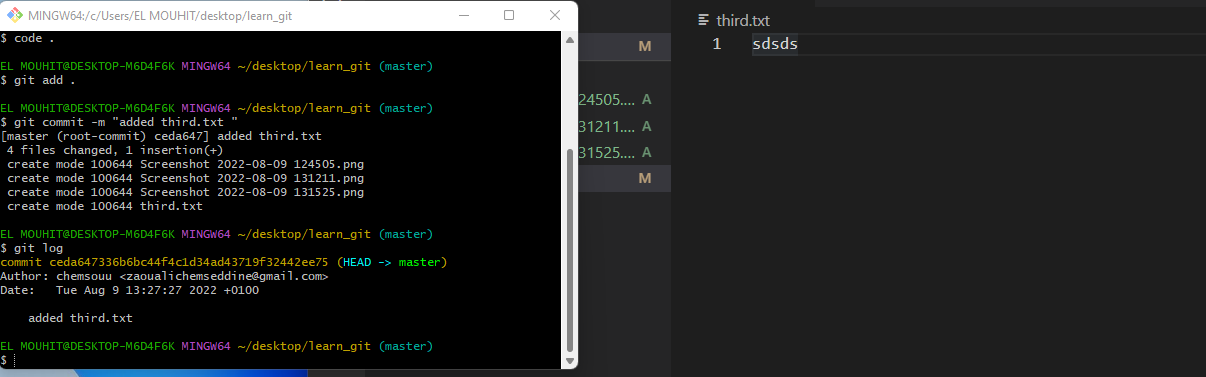 MINGW64:/c/Users/EL MOUHIT/desktop/learn_git
$ code .
EL MOUHIT@DESKTOP-M6D4F6K MINGW64 ~/desktop/learn_git (master)
$ git add .
EL MOUHIT@DESKTOP-M6D4F6K MINGW64 ~/desktop/learn_git (master)
$ git commit -m "added third.txt "
[master (root-commit) ceda647] added third.txt
4 files changed, 1 insertion(+)
create mode 100644 Screenshot 2022-08-09 124505.png
create mode 100644 Screenshot 2022-08-09 131211.png
create mode 100644 Screenshot 2022-08-09 131525.png
create mode 100644 third.txt
EL MOUHIT@DESKTOP-M6D4F6K MINGW64 ~/desktop/learn_git (master)
$ git log
commit ceda647336b6bc44f4c1d34ad43719f32442ee75 (HEAD -> master)
Author: chemsouu <zaoualichemseddine@gmail.com>
Date:   Tue Aug 9 13:27:27 2022 +0100
added third.txt
EL MOUHIT@DESKTOP-M6D4F6K MINGW64 ~/desktop/learn_git (master)
$
M
24505.... A
31211.... A
31525.... A
M
third.txt
1 sdsds